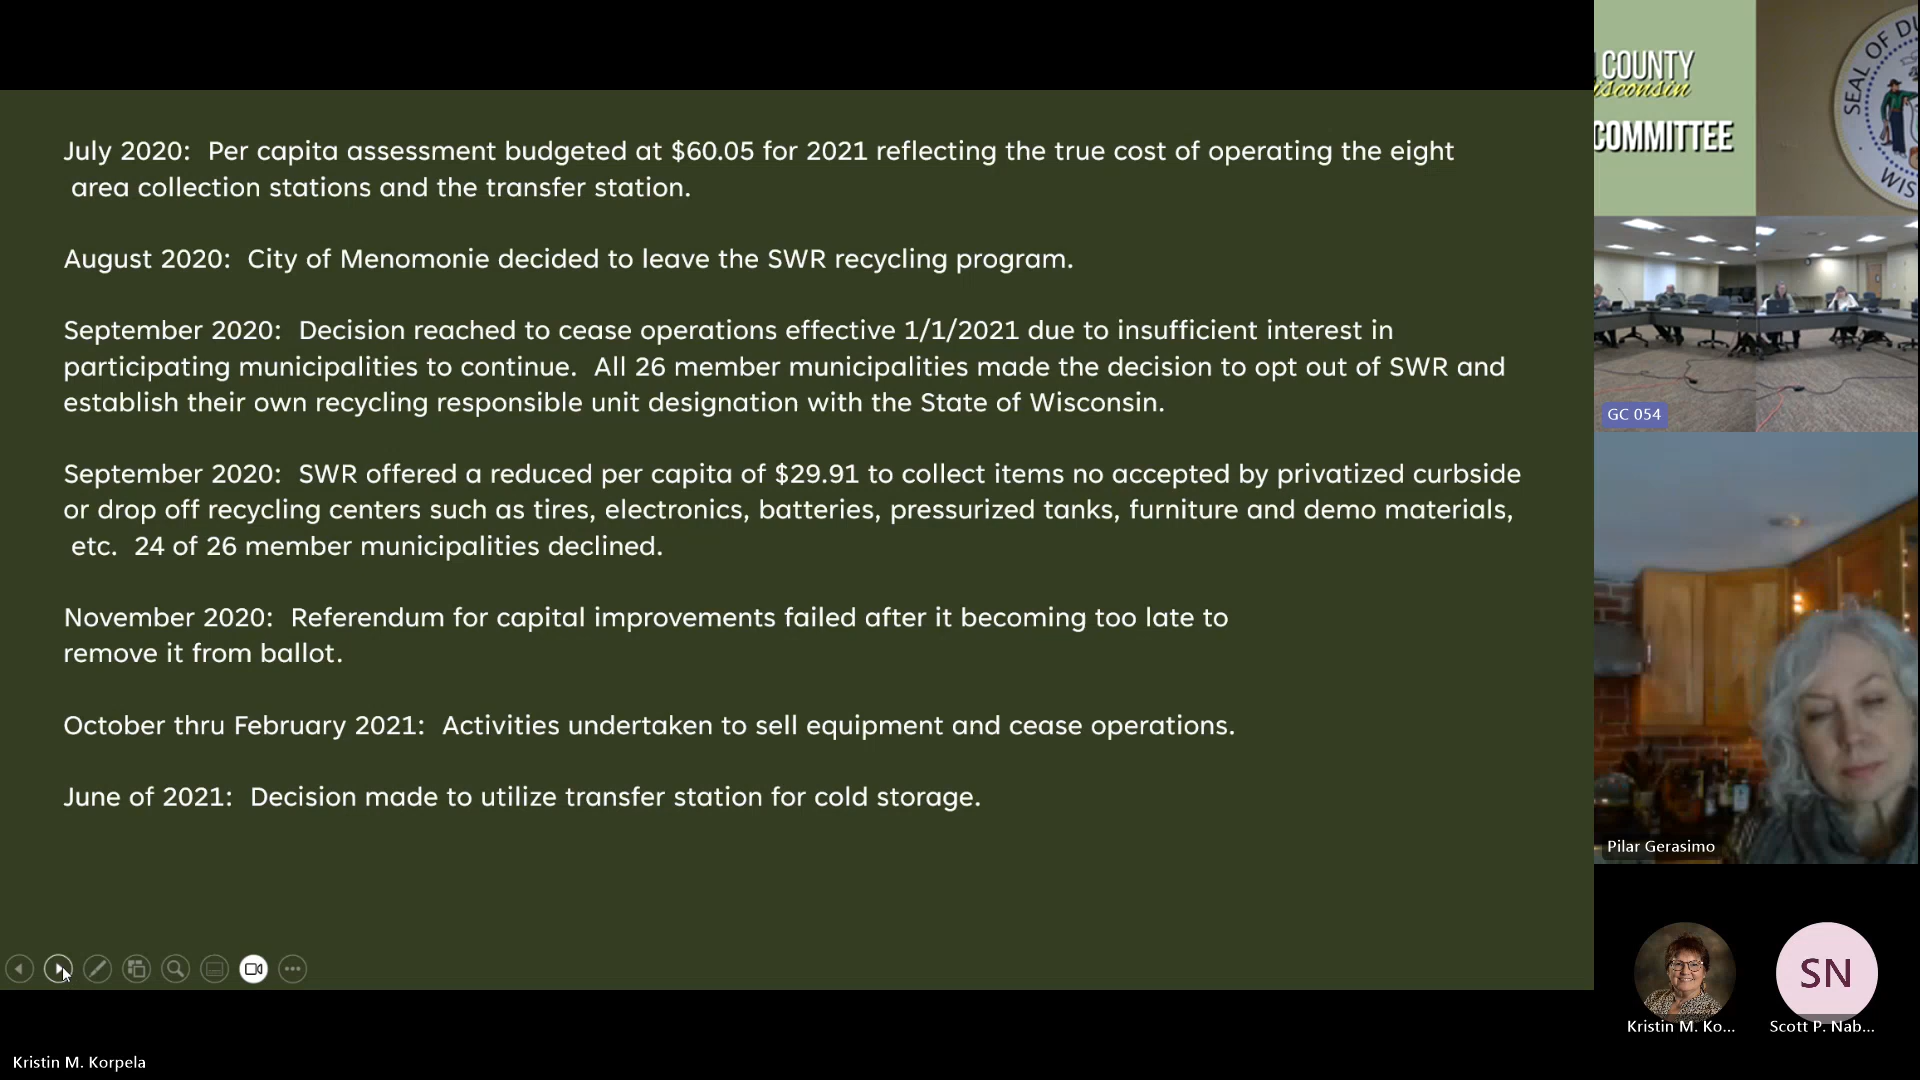 July 2020:  Per capita assessment budgeted at $60.05 for 2021 reflecting the true cost of operating the eight
area collection stations and the transfer station.
August 2020:  City of Menomonie decided to leave the SWR recycling program.
September 2020:  Decision reached to cease operations effective 1/1/2021 due to insufficient interest in
participating municipalities to continue.  All 26 member municipalities made the decision to opt out of SWR and
establish their own recycling responsible unit designation with the State of Wisconsin.
September 2020:  SWR offered a reduced per capita of $29.91 to collect items no accepted by privatized curbside
or drop off recycling centers such as tires, electronics, batteries, pressurized tanks, furniture and demo materials,
etc.  24 of 26 member municipalities declined.
November 2020:  Referendum for capital improvements failed after it becoming too late to
remove it from ballot.
October thru February 2021:  Activities undertaken to sell equipment and cease operations.
June of 2021:  Decision made to utilize transfer station for cold storage.
Kristin M. Korpela
COUNTY
isconsin
COMMITTEE
SEAL OF DU
WIS
GC 054
Pilar Gerasimo
SN
Kristin M. Ko...
Scott P. Nab...